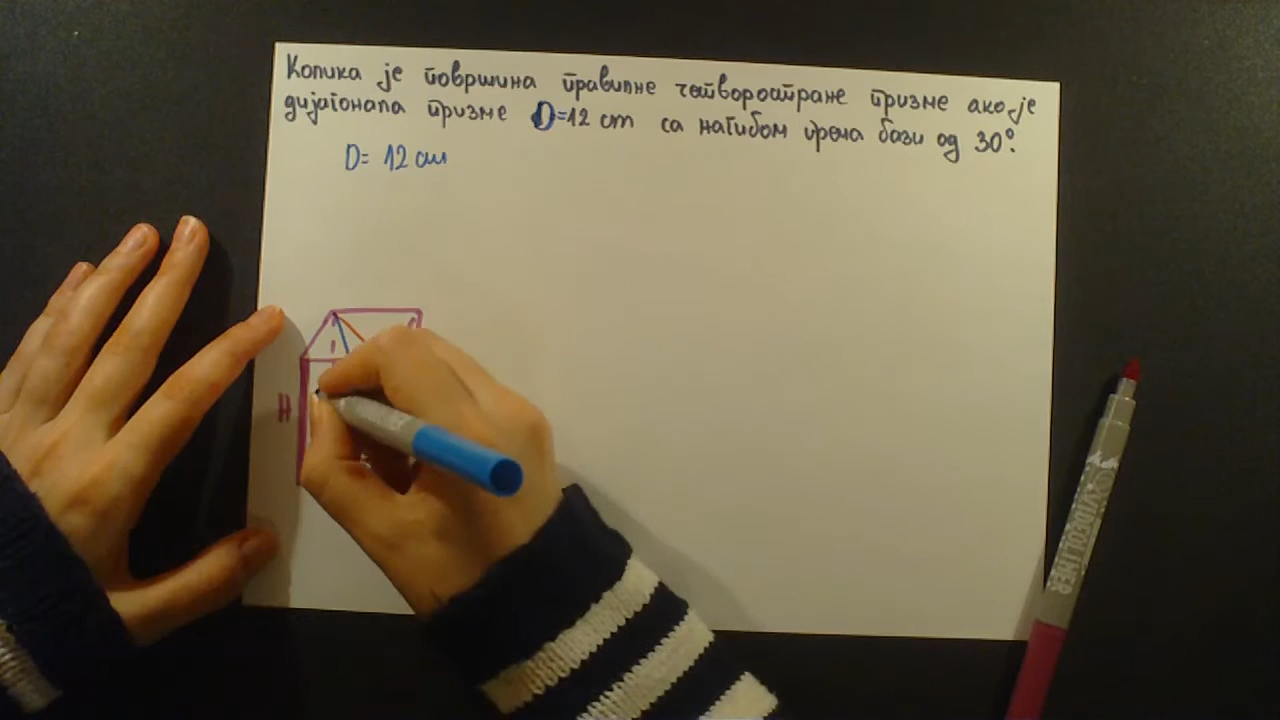 Колика је површина правилне четворостране призме ако је
дијагонала призме D=12 cm са нагибом према бази од 30°.
D= 12 cm
H
VIDEOLINER